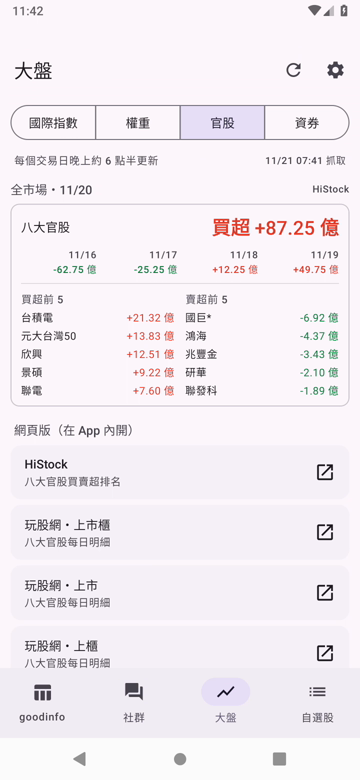 11:42
大盤
國際指數 權重 官股 資券
每個交易日晚上約 6 點半更新 11/21 07:41 抓取
全市場・11/20 HiStock
八大官股 買超 +87.25 億
11/16 11/17 11/18 11/19
-62.75 億 -25.25 億 +12.25 億 +49.75 億
買超前 5 賣超前 5
台積電 +21.32 億 國巨* -6.92 億
元大台灣50 +13.83 億 鴻海 -4.37 億
欣興 +12.51 億 兆豐金 -3.43 億
景碩 +9.22 億 研華 -2.10 億
聯電 +7.60 億 聯發科 -1.89 億
網頁版（在 App 內開）
HiStock
八大官股買賣超排名
玩股網・上市櫃
八大官股每日明細
玩股網・上市
八大官股每日明細
玩股網・上櫃
八大官股每日明細
goodinfo 社群 大盤 自選股